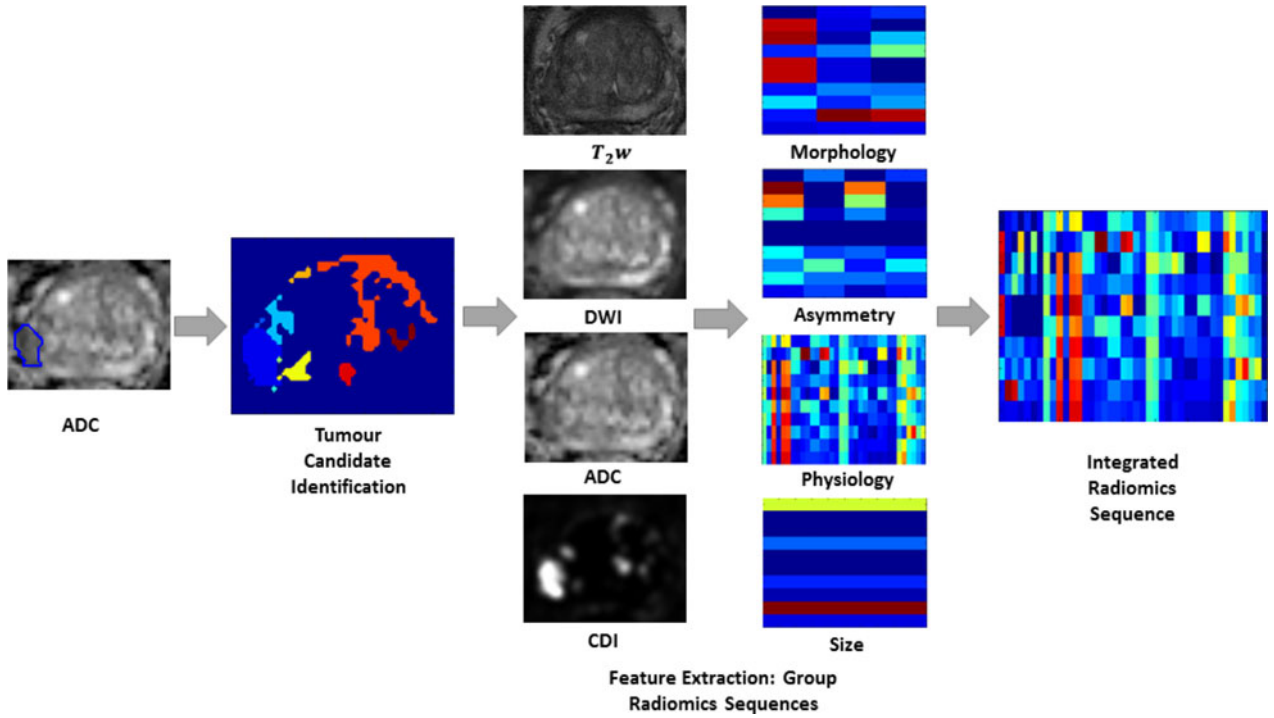 ADC
Tumour
Candidate
Identification
T₂w
DWI
ADC
CDI
Morphology
Asymmetry
Physiology
Size
Feature Extraction: Group
Radiomics Sequences
Integrated
Radiomics
Sequence